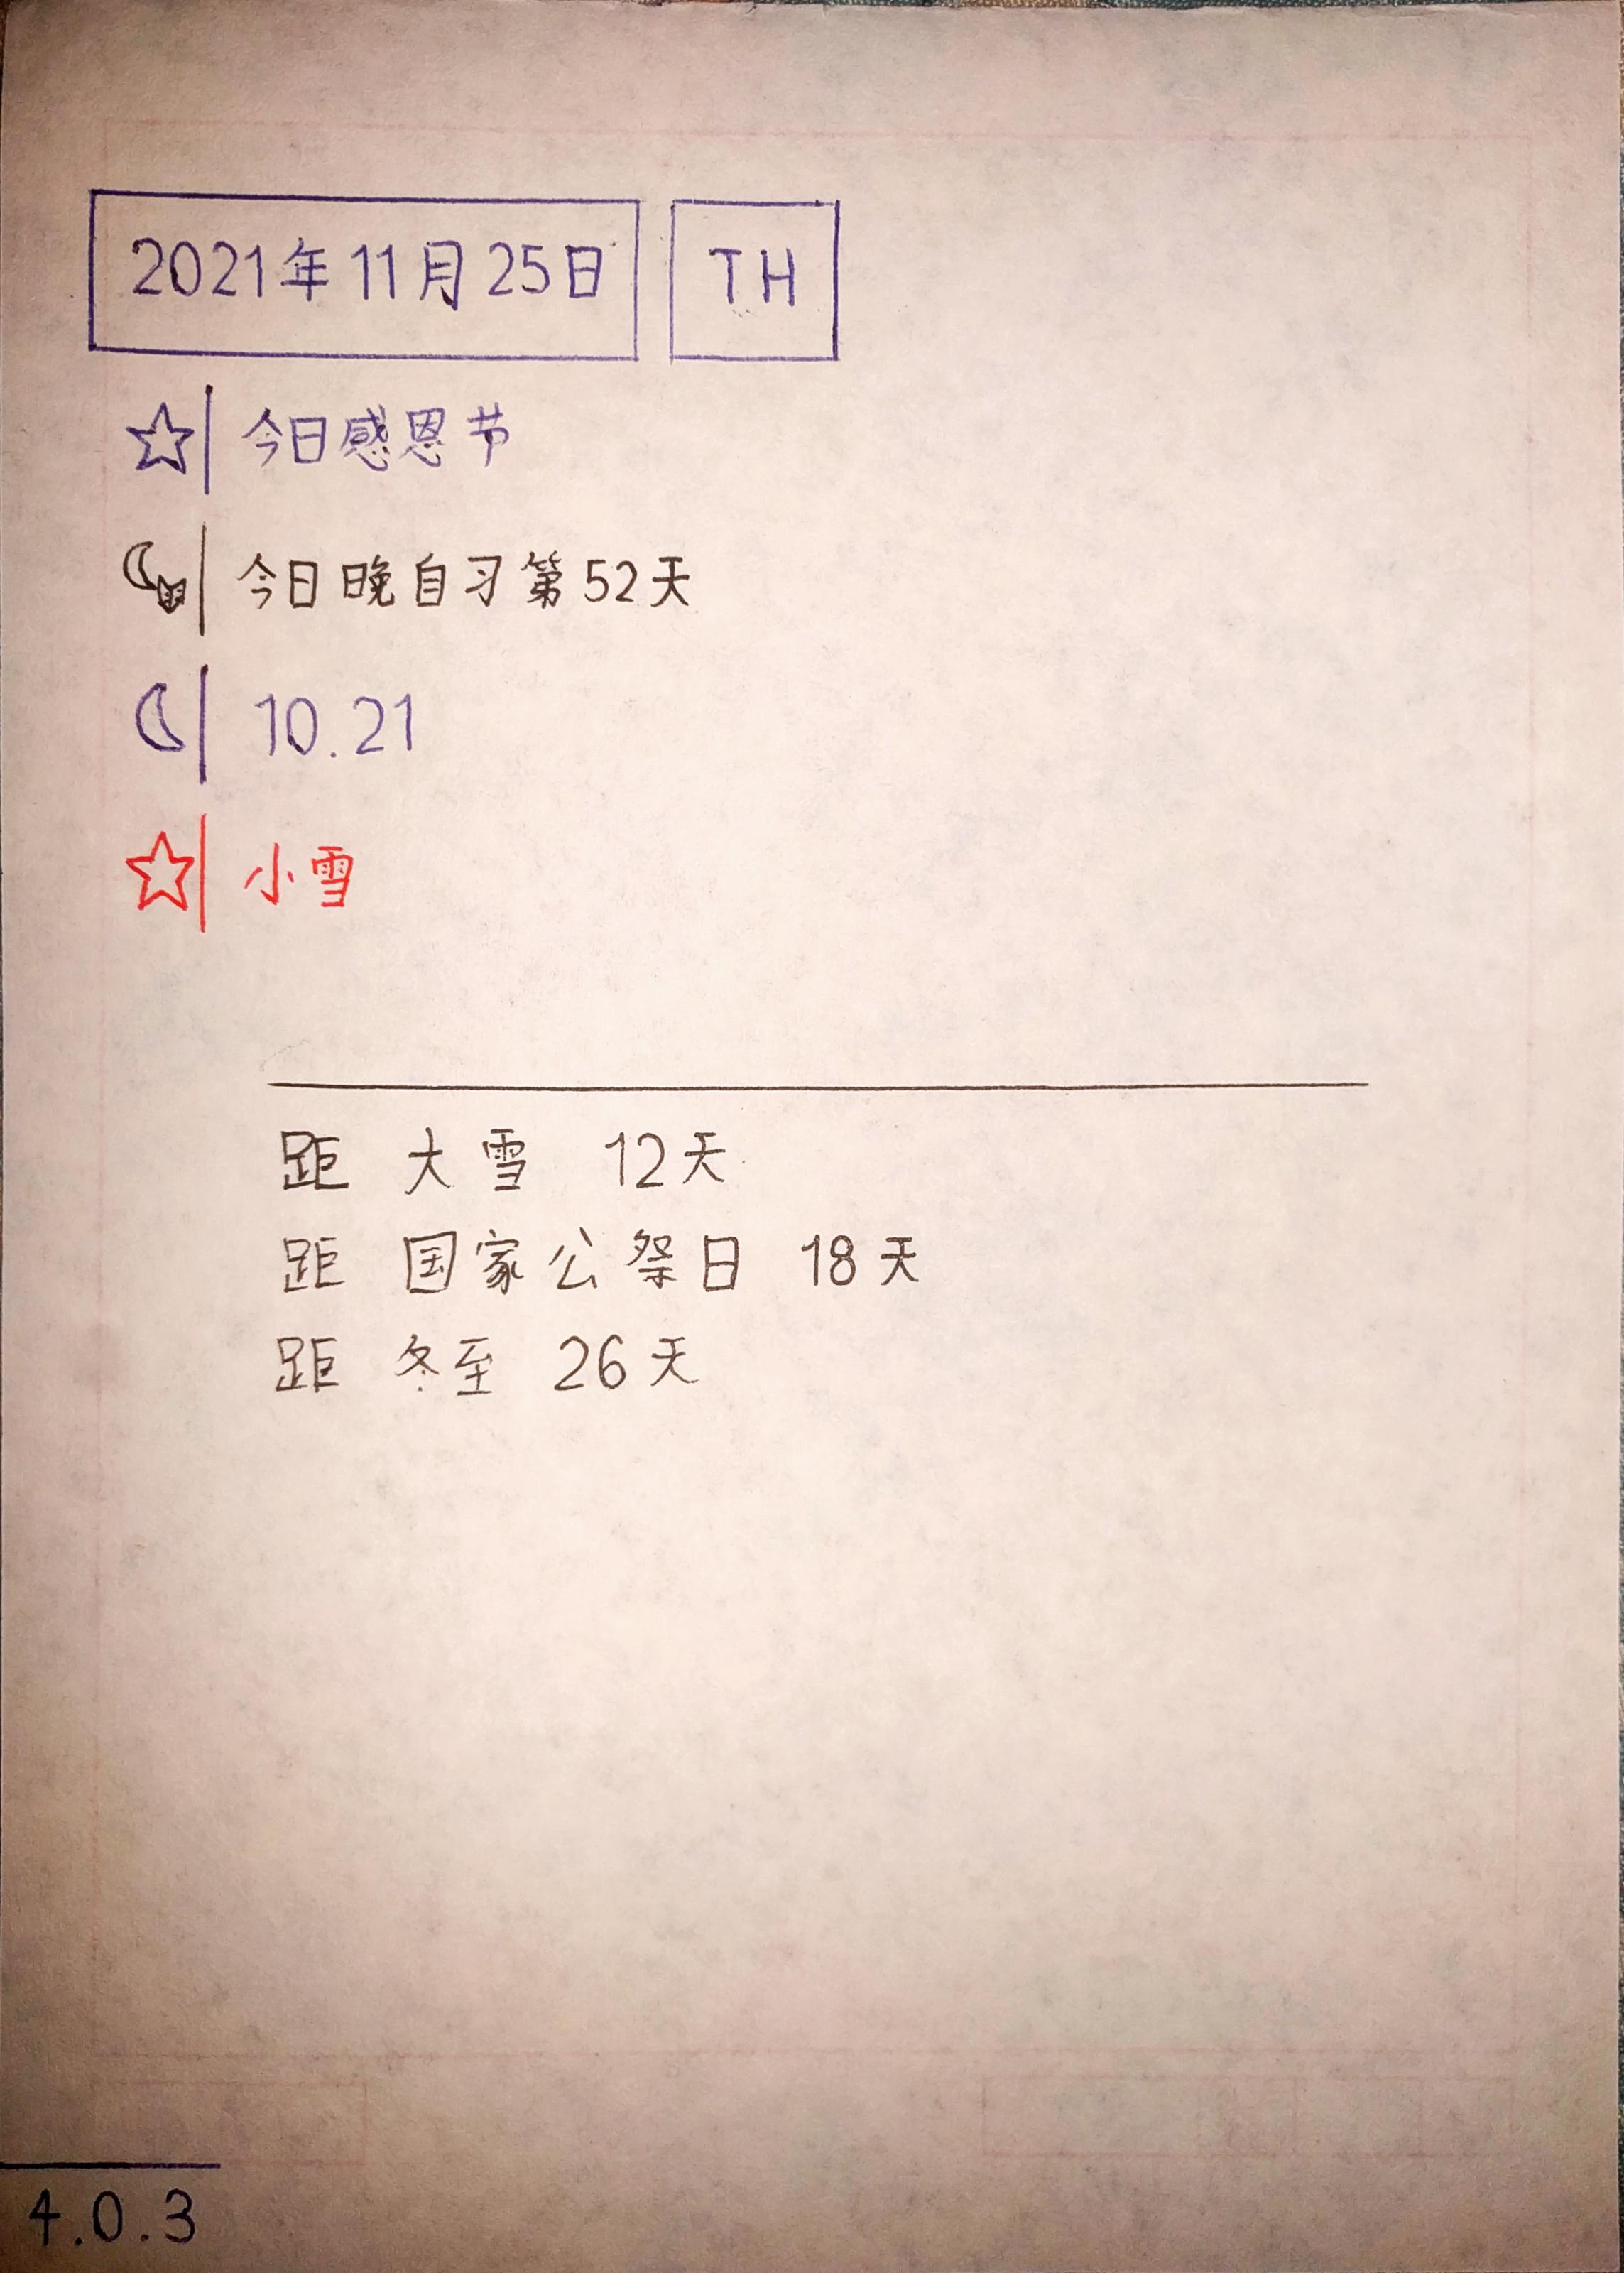 2021年11月25日 TH
今日感恩节
今日晚自习第52天
10.21
小雪
距 大雪 12天
距 国家公祭日 18天
距 冬至 26天
4.0.3